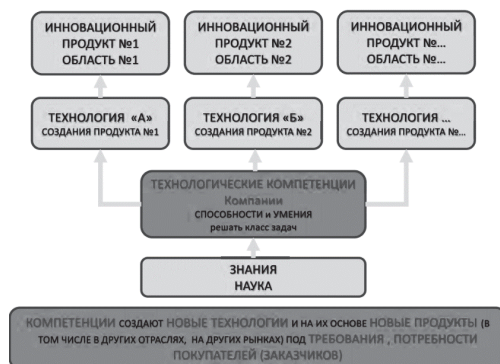 ИННОВАЦИОННЫЙ
ПРОДУКТ №1
ОБЛАСТЬ №1
ИННОВАЦИОННЫЙ
ПРОДУКТ №2
ОБЛАСТЬ №2
ИННОВАЦИОННЫЙ
ПРОДУКТ №...
ОБЛАСТЬ №...
ТЕХНОЛОГИЯ «А»
СОЗДАНИЯ ПРОДУКТА №1
ТЕХНОЛОГИЯ «Б»
СОЗДАНИЯ ПРОДУКТА №2
ТЕХНОЛОГИЯ ...
СОЗДАНИЯ ПРОДУКТА №...
ТЕХНОЛОГИЧЕСКИЕ КОМПЕТЕНЦИИ
Компании
СПОСОБНОСТИ и УМЕНИЯ
решать класс задач
ЗНАНИЯ
НАУКА
КОМПЕТЕНЦИИ СОЗДАЮТ НОВЫЕ ТЕХНОЛОГИИ И НА ИХ ОСНОВЕ НОВЫЕ ПРОДУКТЫ (В
ТОМ ЧИСЛЕ В ДРУГИХ ОТРАСЛЯХ, НА ДРУГИХ РЫНКАХ) ПОД ТРЕБОВАНИЯ , ПОТРЕБНОСТИ
ПОКУПАТЕЛЕЙ (ЗАКАЗЧИКОВ)